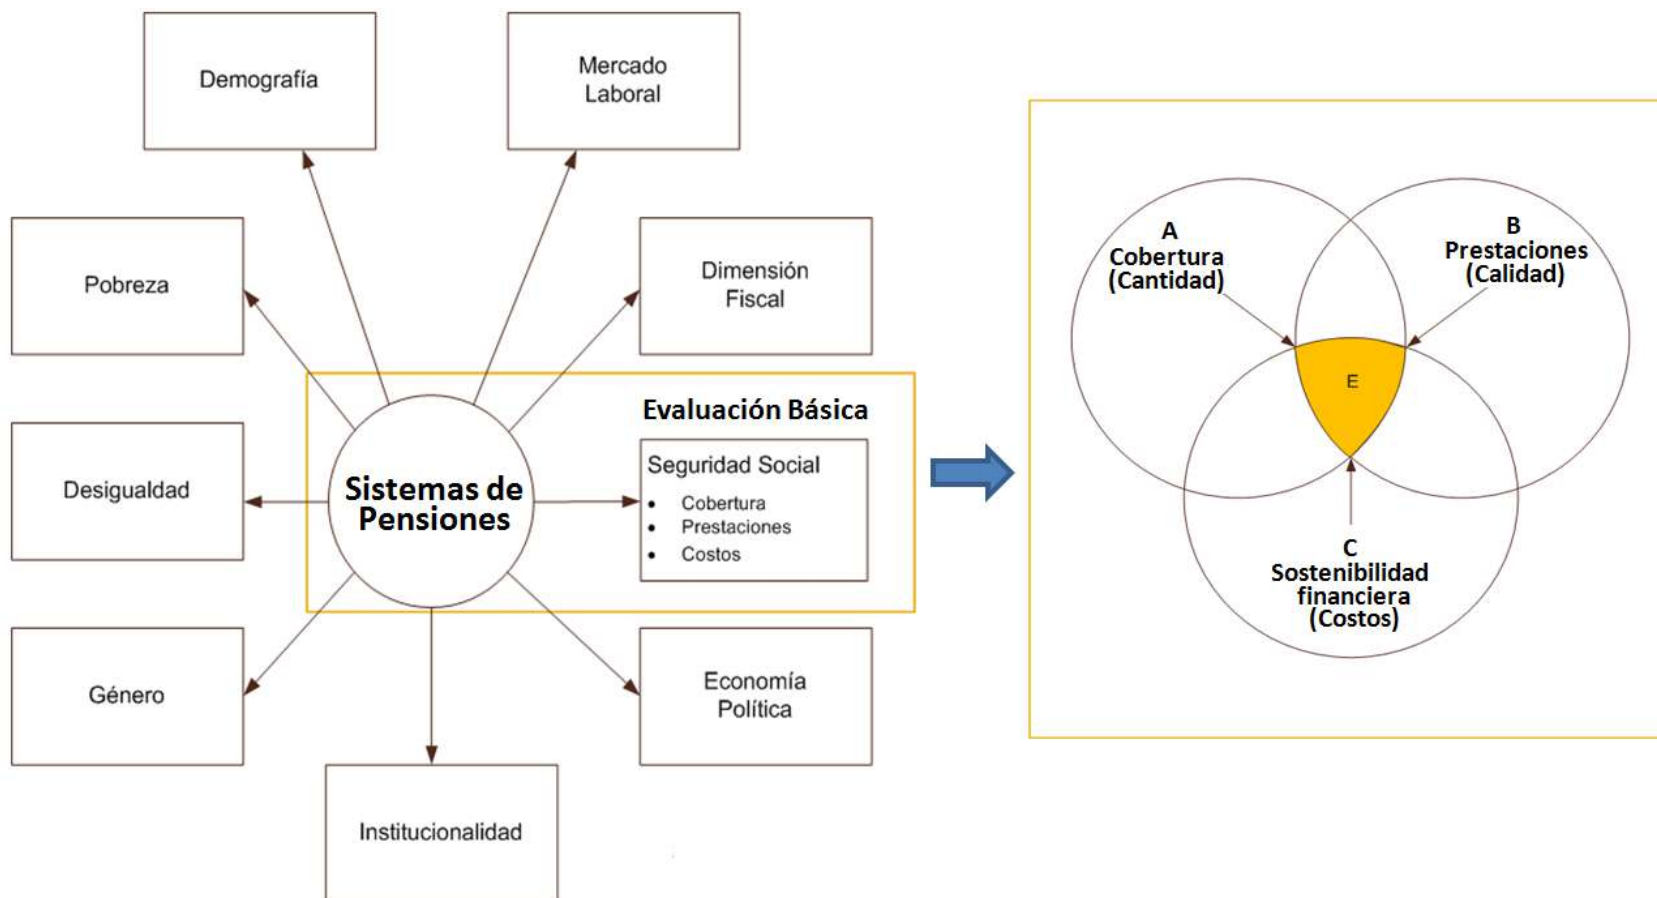 Demografía
Mercado
Laboral
Pobreza
Dimensión
Fiscal
Evaluación Básica
Seguridad Social
• Cobertura
• Prestaciones
• Costos
Desigualdad
Sistemas de
Pensiones
Género
Economía
Política
Institucionalidad
A
Cobertura
(Cantidad)
B
Prestaciones
(Calidad)
E
C
Sostenibilidad
financiera
(Costos)